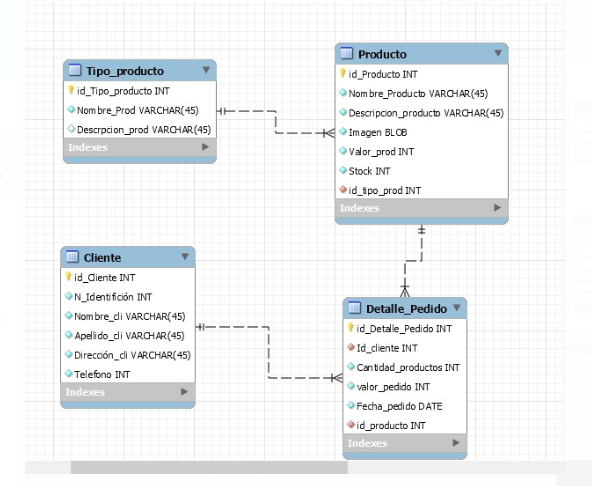 Tipo_producto
id_Tipo_producto INT
Nombre_Prod VARCHAR(45)
Descrpcion_prod VARCHAR(45)
Indexes
Producto
id_Producto INT
Nombre_Producto VARCHAR(45)
Descripcion_producto VARCHAR(45)
Imagen BLOB
Valor_prod INT
Stock INT
id_tipo_prod INT
Indexes
Cliente
id_Cliente INT
N_Identifición INT
Nombre_cli VARCHAR(45)
Apellido_cli VARCHAR(45)
Dirección_cli VARCHAR(45)
Telefono INT
Indexes
Detalle_Pedido
id_Detalle_Pedido INT
Id_cliente INT
Cantidad_productos INT
valor_pedido INT
Fecha_pedido DATE
id_producto INT
Indexes